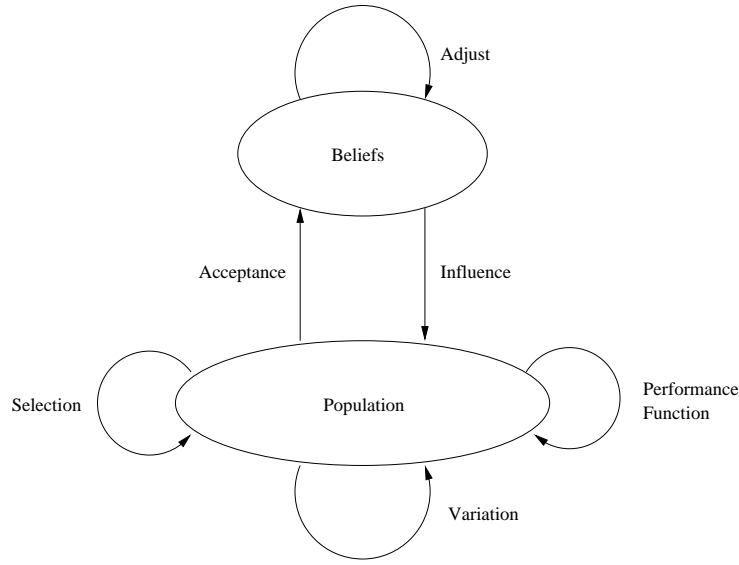 Adjust
Beliefs
Acceptance
Influence
Selection
Population
Performance
Function
Variation